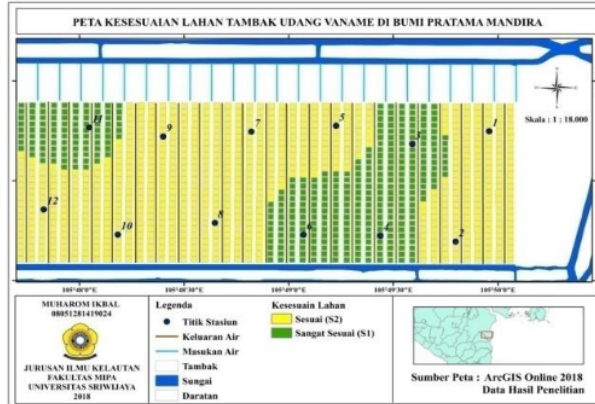 PETA KESESUAIAN LAHAN TAMBAK UDANG VANAME DI BUMI PRATAMA MANDIRA
Skala : 1 : 18.000
11
9
7
5
3
1
12
10
8
6
4
2
105°48'0"E
105°48'30"E
105°49'0"E
105°49'30"E
105°50'0"E
MUHAROM IKBAL
08051281419024
JURUSAN ILMU KELAUTAN
FAKULTAS MIPA
UNIVERSITAS SRIWIJAYA
2018
Legenda
Titik Stasiun
Keluaran Air
Masukan Air
Tambak
Sungai
Daratan
Kesesuain Lahan
Sesuai (S2)
Sangat Sesuai (S1)
Sumber Peta : ArcGIS Online 2018
Data Hasil Penelitian